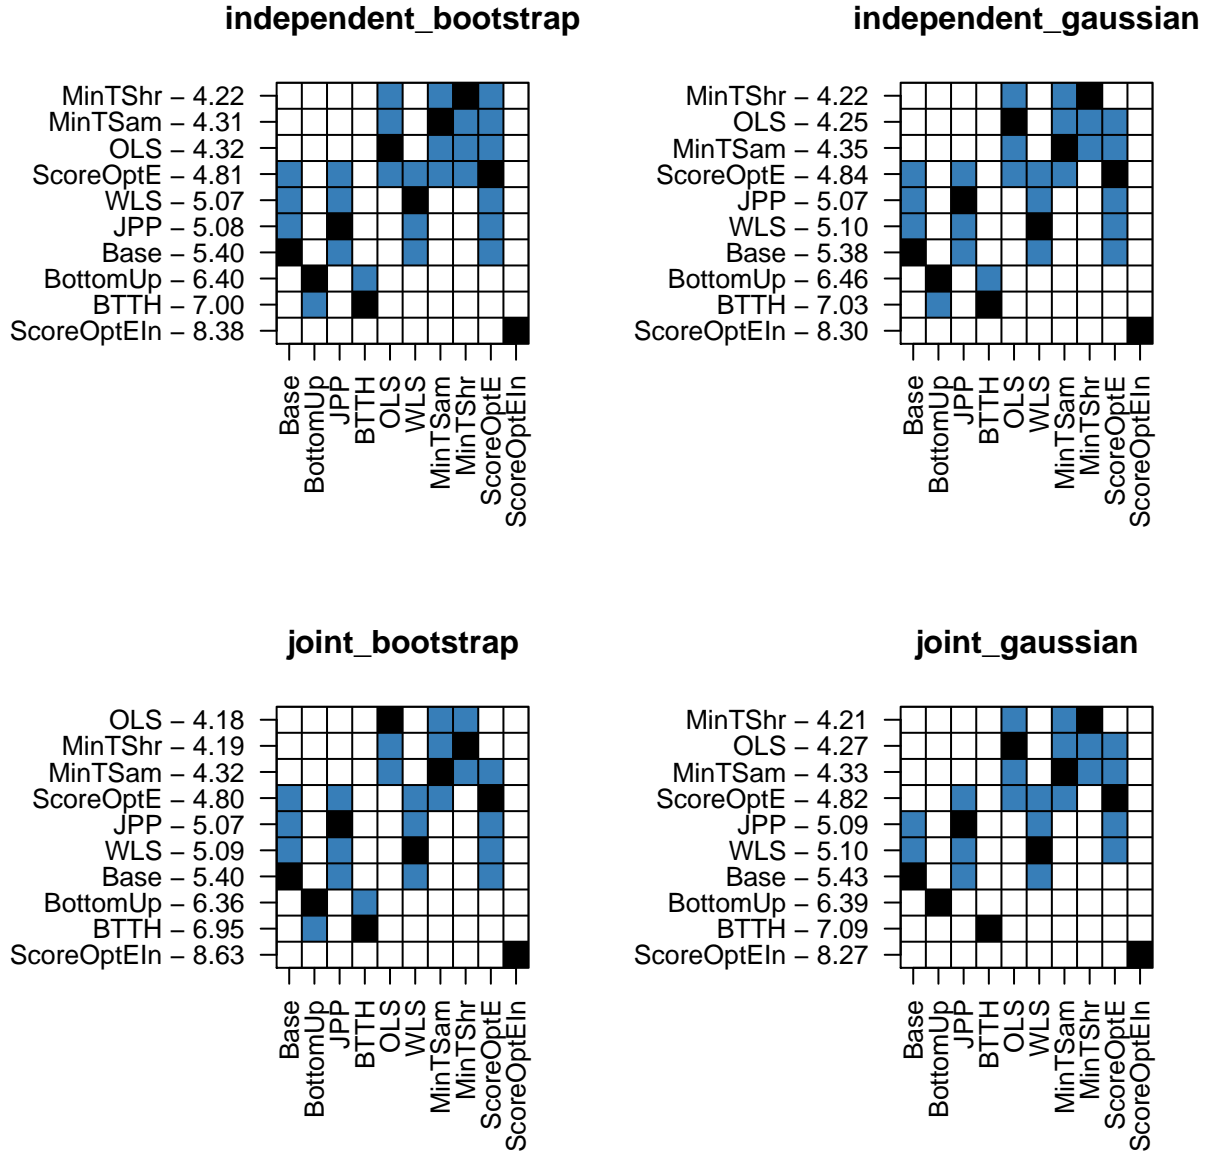 independent_bootstrap
MinTShr − 4.22
MinTSam − 4.31
OLS − 4.32
ScoreOptE − 4.81
WLS − 5.07
JPP − 5.08
Base − 5.40
BottomUp − 6.40
BTTH − 7.00
ScoreOptEIn − 8.38
Base
BottomUp
JPP
BTTH
OLS
WLS
MinTSam
MinTShr
ScoreOptE
ScoreOptEIn
independent_gaussian
MinTShr − 4.22
OLS − 4.25
MinTSam − 4.35
ScoreOptE − 4.84
JPP − 5.07
WLS − 5.10
Base − 5.38
BottomUp − 6.46
BTTH − 7.03
ScoreOptEIn − 8.30
Base
BottomUp
JPP
BTTH
OLS
WLS
MinTSam
MinTShr
ScoreOptE
ScoreOptEIn
joint_bootstrap
OLS − 4.18
MinTShr − 4.19
MinTSam − 4.32
ScoreOptE − 4.80
JPP − 5.07
WLS − 5.09
Base − 5.40
BottomUp − 6.36
BTTH − 6.95
ScoreOptEIn − 8.63
Base
BottomUp
JPP
BTTH
OLS
WLS
MinTSam
MinTShr
ScoreOptE
ScoreOptEIn
joint_gaussian
MinTShr − 4.21
OLS − 4.27
MinTSam − 4.33
ScoreOptE − 4.82
JPP − 5.09
WLS − 5.10
Base − 5.43
BottomUp − 6.39
BTTH − 7.09
ScoreOptEIn − 8.27
Base
BottomUp
JPP
BTTH
OLS
WLS
MinTSam
MinTShr
ScoreOptE
ScoreOptEIn